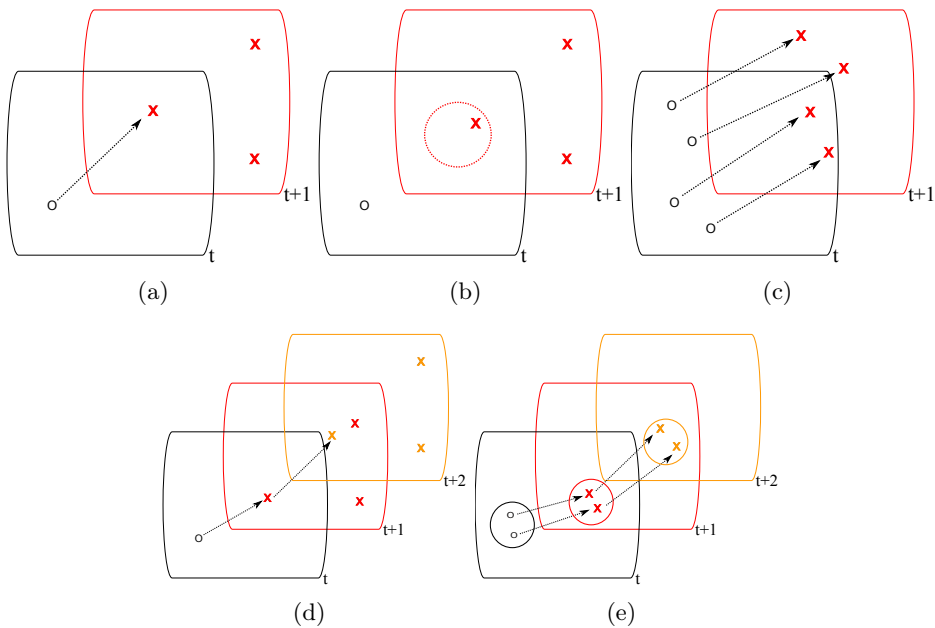 X X X X X X X
X X X X
X X X
O O O O O O
t+1 t+1 t+1
t t t
(a) (b) (c)
X X
X X X
X X X X
X X X
O O O
t+2 t+2
t+1 t+1
t t
(d) (e)